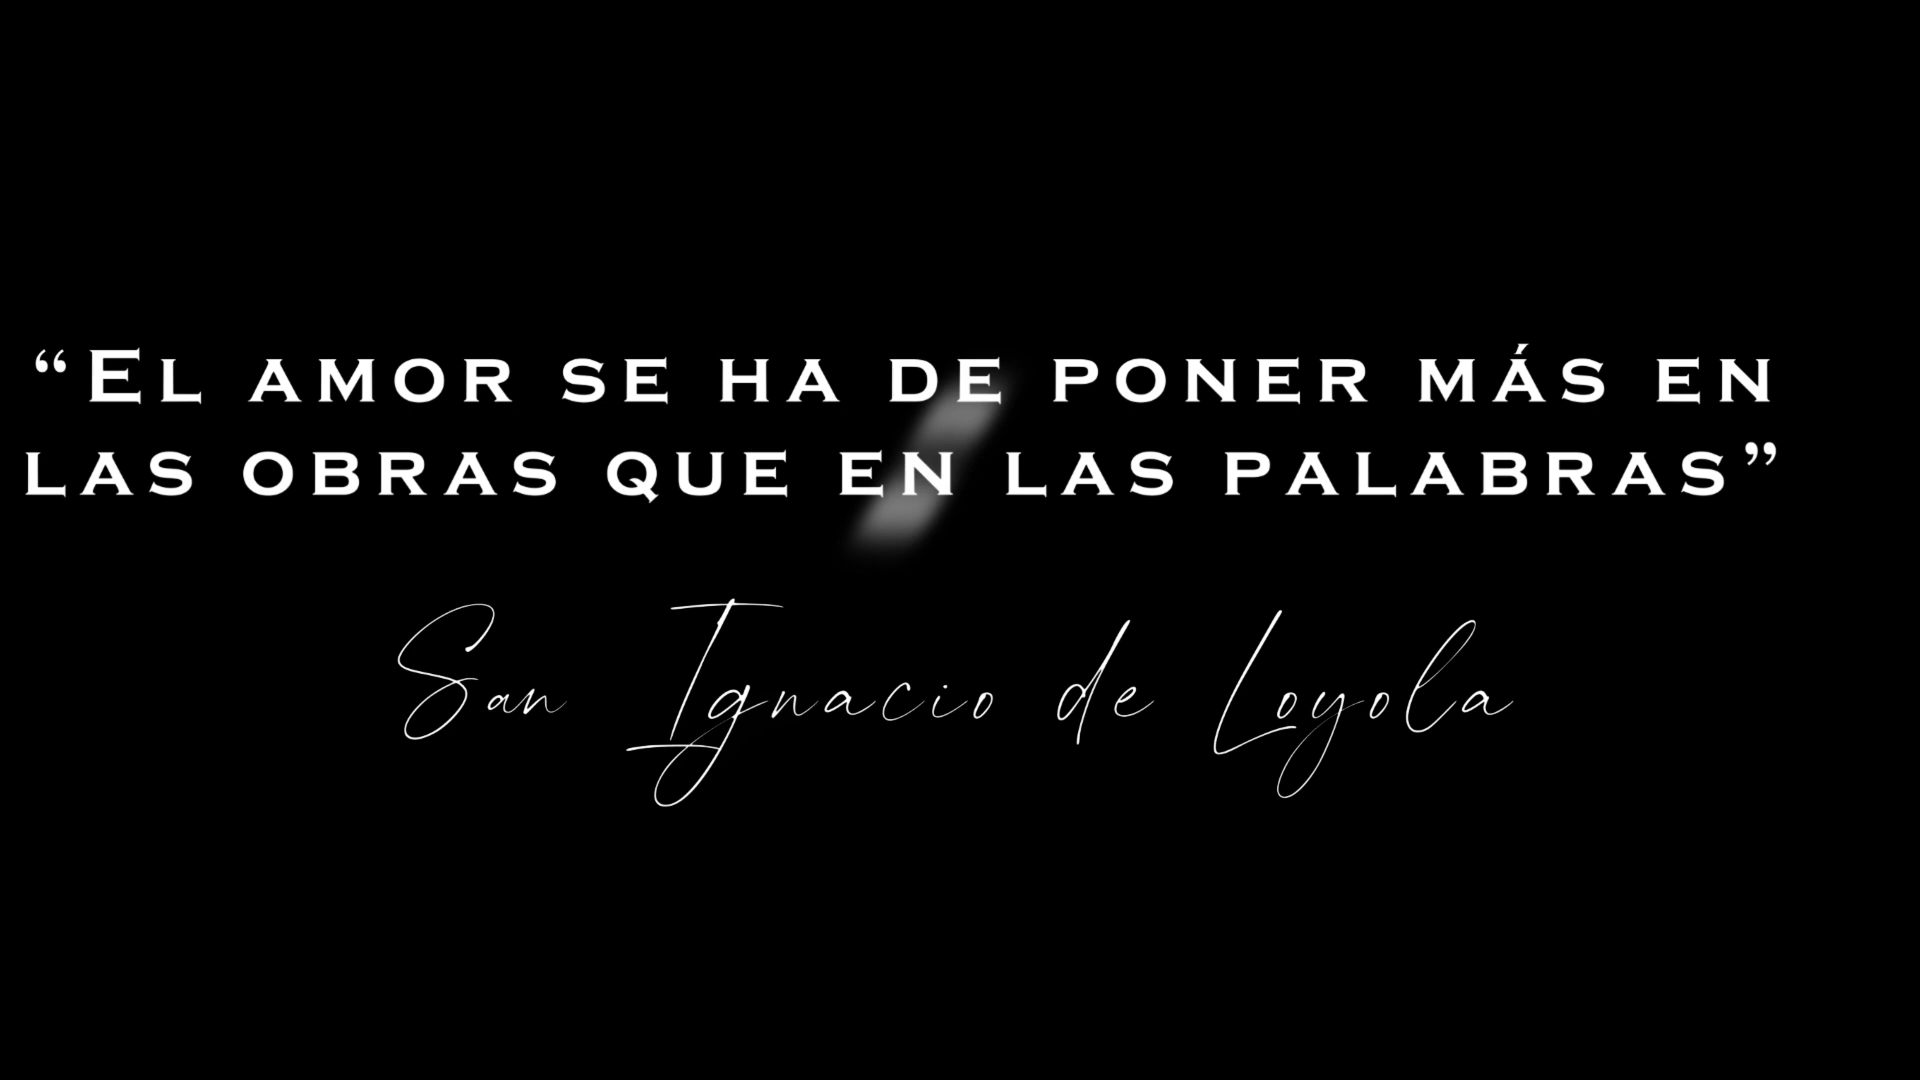 “El amor se ha de poner más en
las obras que en las palabras”
San Ignacio de Loyola